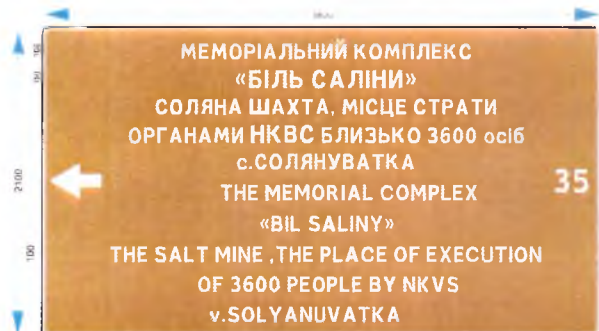 МЕМОРІАЛЬНИЙ КОМПЛЕКС
«БІЛЬ САЛІНИ»
СОЛЯНА ШАХТА, МІСЦЕ СТРАТИ
ОРГАНАМИ НКВС БЛИЗЬКО 3600 осіб
с.СОЛЯНУВАТКА
35
THE MEMORIAL COMPLEX
«BIL SALINY»
THE SALT MINE ,THE PLACE OF EXECUTION
OF 3600 PEOPLE BY NKVS
v.SOLYANUVATKA
2100
100